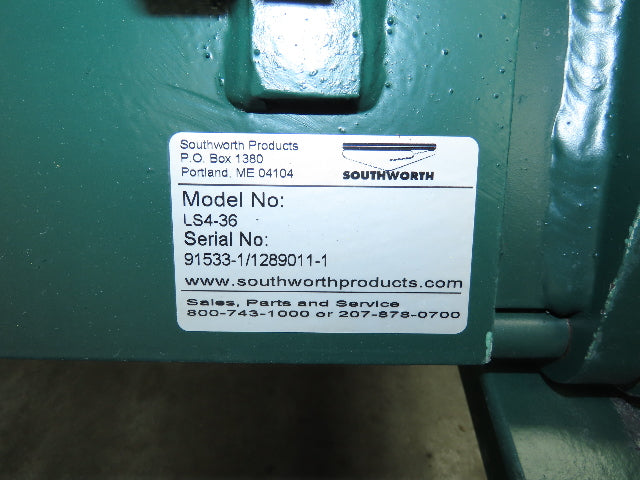 Southworth Products
P.O. Box 1380
Portland, ME 04104
SOUTHWORTH
Model No:
LS4-36
Serial No:
91533-1/1289011-1
www.southworthproducts.com
Sales, Parts and Service
800-743-1000 or 207-878-0700